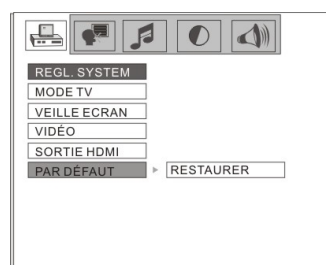 REGL. SYSTEM
MODE TV
VEILLE ECRAN
VIDÉO
SORTIE HDMI
PAR DÉFAUT
RESTAURER